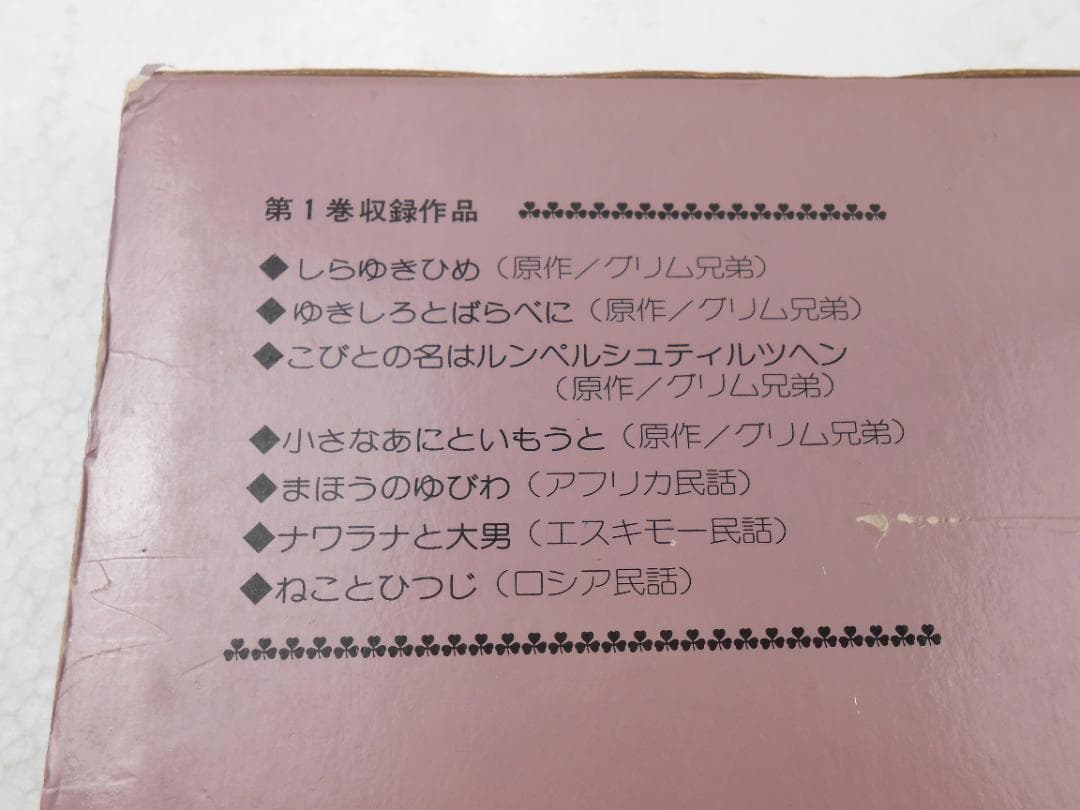 第1巻収録作品 ☘☘☘☘☘☘☘☘☘☘☘☘☘☘☘☘
◆しらゆきひめ（原作／グリム兄弟）
◆ゆきしろとばらべに（原作／グリム兄弟）
◆こびとの名はルンペルシュティルツヘン
（原作／グリム兄弟）
◆小さなあにといもうと（原作／グリム兄弟）
◆まほうのゆびわ（アフリカ民話）
◆ナワラナと大男（エスキモー民話）
◆ねことひつじ（ロシア民話）